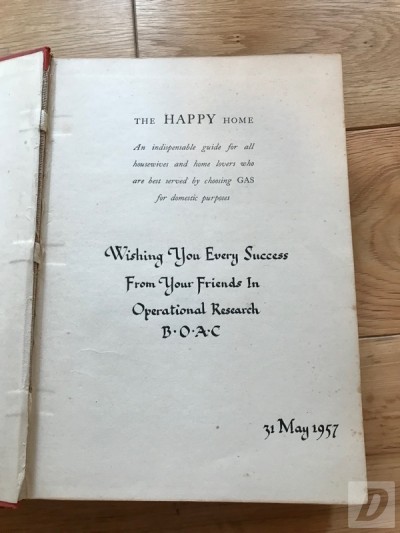 THE HAPPY HOME
An indispensable guide for all
housewives and home lovers who
are best served by choosing GAS
for domestic purposes
Wishing You Every Success
From Your Friends In
Operational Research
B·O·A·C
31 May 1957
D